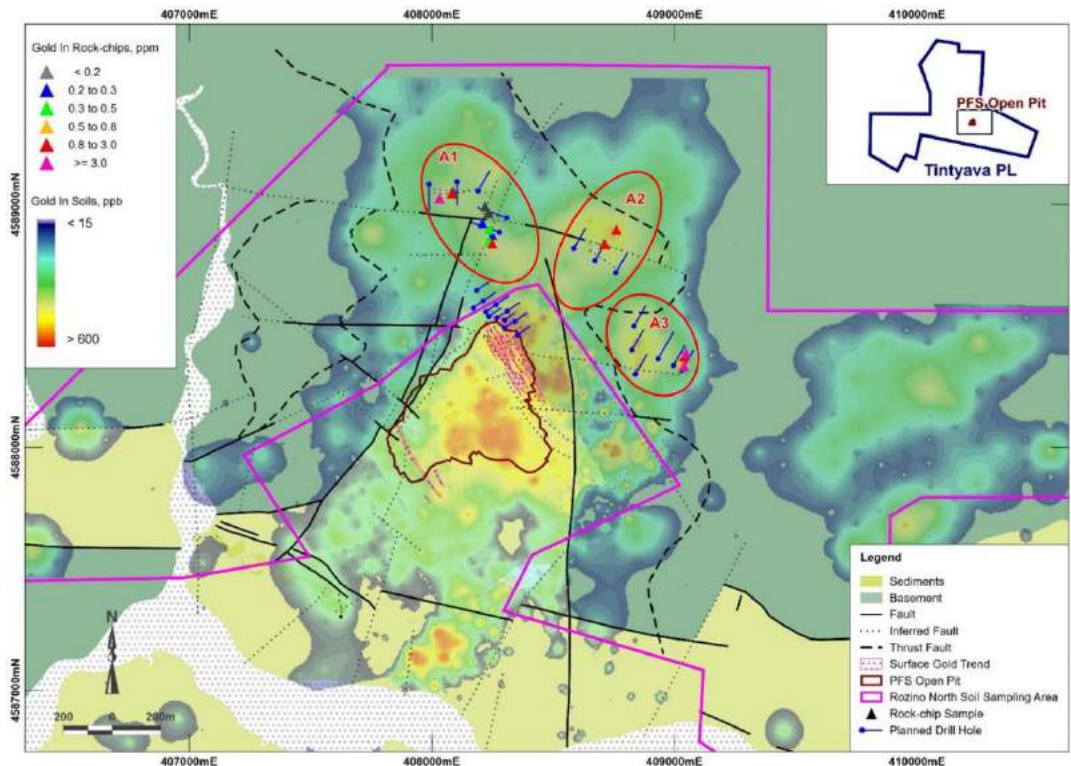 407000mE
408000mE
409000mE
410000mE
Gold In Rock-chips, ppm
< 0.2
0.2 to 0.3
0.3 to 0.5
0.5 to 0.8
0.8 to 3.0
>= 3.0
Gold In Soils, ppb
< 15
> 600
PFS Open Pit
Tintyava PL
A1
A2
A3
4589000mN
4588000mN
4587000mN
N
200 0 200m
Legend
Sediments
Basement
Fault
Inferred Fault
Thrust Fault
Surface Gold Trend
PFS Open Pit
Rozino North Soil Sampling Area
Rock-chip Sample
Planned Drill Hole
407000mE
408000mE
409000mE
410000mE